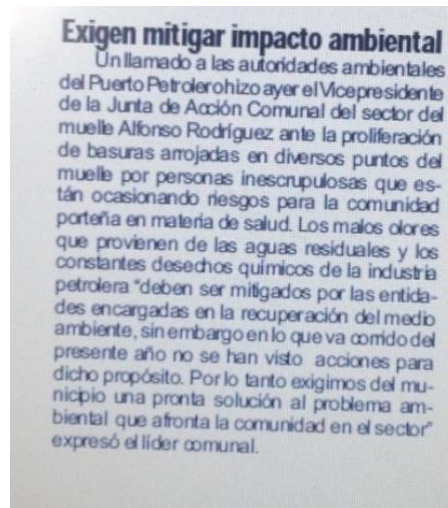 Exigen mitigar impacto ambiental
Un llamado a las autoridades ambientales
del Puerto Petrolero hizo ayer el Vicepresidente
de la Junta de Acción Comunal del sector del
muelle Alfonso Rodríguez ante la proliferación
de basuras arrojadas en diversos puntos del
muelle por personas inescrupulosas que es-
tán ocasionando riesgos para la comunidad
porteña en materia de salud. Los malos olores
que provienen de las aguas residuales y los
constantes desechos químicos de la industria
petrolera "deben ser mitigados por las entida-
des encargadas en la recuperación del medio
ambiente, sin embargo en lo que va corrido del
presente año no se han visto acciones para
dicho propósito. Por lo tanto exigimos del mu-
nicipio una pronta solución al problema am-
biental que afronta la comunidad en el sector"
expresó el líder comunal.